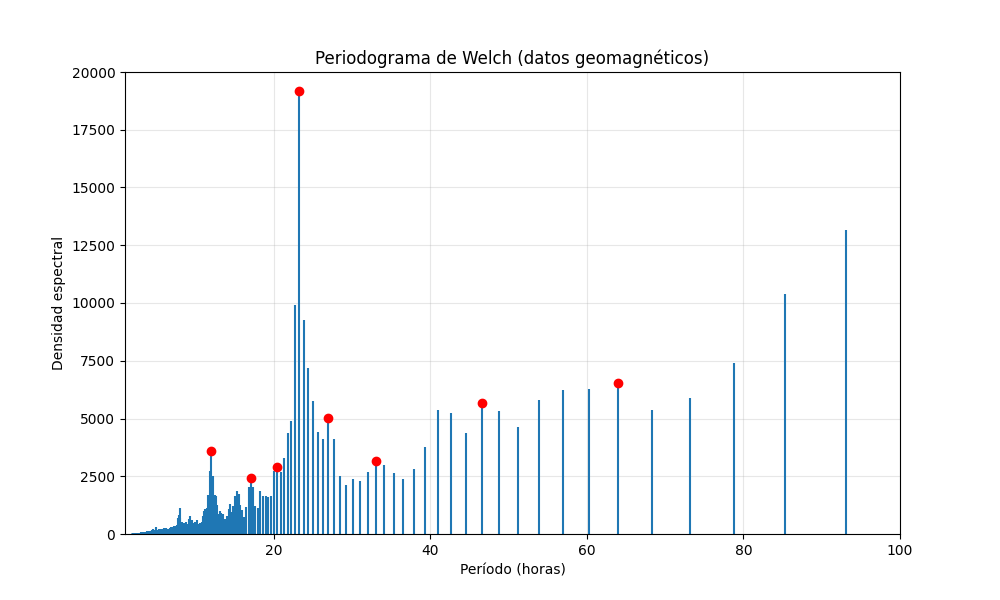 Periodograma de Welch (datos geomagnéticos)
20000
17500
15000
12500
10000
7500
5000
2500
0
Densidad espectral
20 40 60 80 100
Período (horas)